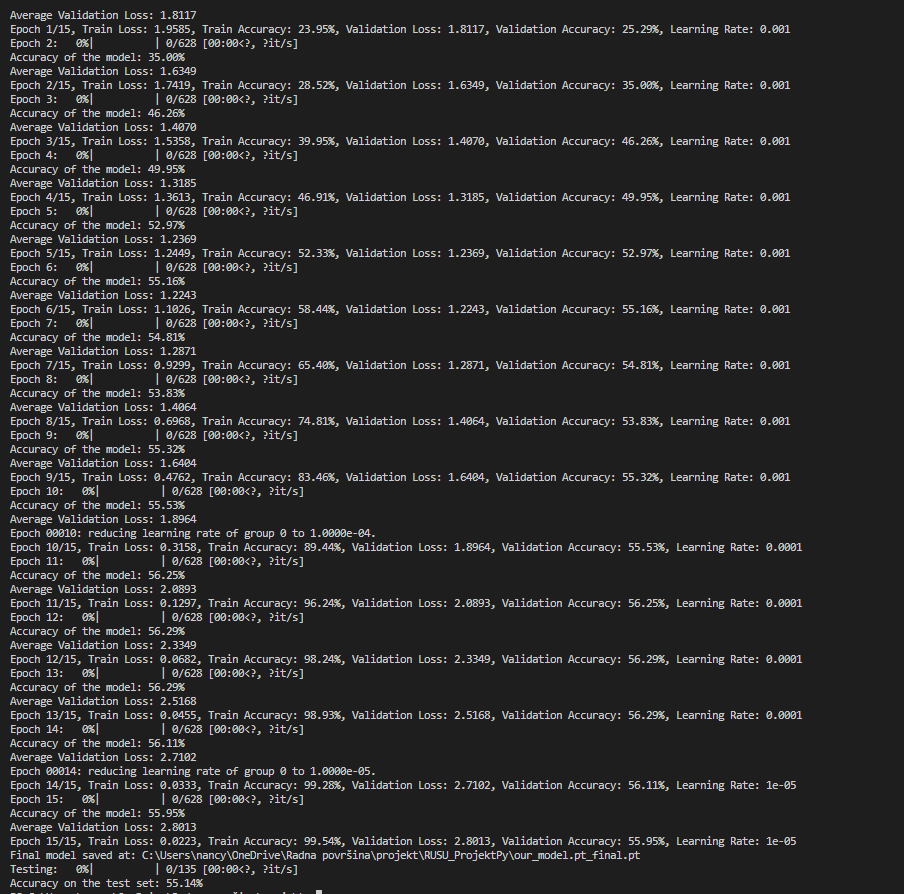 Average Validation Loss: 1.8117
Epoch 1/15, Train Loss: 1.9585, Train Accuracy: 23.95%, Validation Loss: 1.8117, Validation Accuracy: 25.29%, Learning Rate: 0.001
Epoch 2:   0%|          | 0/628 [00:00<?, ?it/s]
Accuracy of the model: 35.00%
Average Validation Loss: 1.6349
Epoch 2/15, Train Loss: 1.7419, Train Accuracy: 28.52%, Validation Loss: 1.6349, Validation Accuracy: 35.00%, Learning Rate: 0.001
Epoch 3:   0%|          | 0/628 [00:00<?, ?it/s]
Accuracy of the model: 46.26%
Average Validation Loss: 1.4070
Epoch 3/15, Train Loss: 1.5358, Train Accuracy: 39.95%, Validation Loss: 1.4070, Validation Accuracy: 46.26%, Learning Rate: 0.001
Epoch 4:   0%|          | 0/628 [00:00<?, ?it/s]
Accuracy of the model: 49.95%
Average Validation Loss: 1.3185
Epoch 4/15, Train Loss: 1.3613, Train Accuracy: 46.91%, Validation Loss: 1.3185, Validation Accuracy: 49.95%, Learning Rate: 0.001
Epoch 5:   0%|          | 0/628 [00:00<?, ?it/s]
Accuracy of the model: 52.97%
Average Validation Loss: 1.2369
Epoch 5/15, Train Loss: 1.2449, Train Accuracy: 52.33%, Validation Loss: 1.2369, Validation Accuracy: 52.97%, Learning Rate: 0.001
Epoch 6:   0%|          | 0/628 [00:00<?, ?it/s]
Accuracy of the model: 55.16%
Average Validation Loss: 1.2243
Epoch 6/15, Train Loss: 1.1026, Train Accuracy: 58.44%, Validation Loss: 1.2243, Validation Accuracy: 55.16%, Learning Rate: 0.001
Epoch 7:   0%|          | 0/628 [00:00<?, ?it/s]
Accuracy of the model: 54.81%
Average Validation Loss: 1.2871
Epoch 7/15, Train Loss: 0.9299, Train Accuracy: 65.40%, Validation Loss: 1.2871, Validation Accuracy: 54.81%, Learning Rate: 0.001
Epoch 8:   0%|          | 0/628 [00:00<?, ?it/s]
Accuracy of the model: 53.83%
Average Validation Loss: 1.4064
Epoch 8/15, Train Loss: 0.6968, Train Accuracy: 74.81%, Validation Loss: 1.4064, Validation Accuracy: 53.83%, Learning Rate: 0.001
Epoch 9:   0%|          | 0/628 [00:00<?, ?it/s]
Accuracy of the model: 55.32%
Average Validation Loss: 1.6404
Epoch 9/15, Train Loss: 0.4762, Train Accuracy: 83.46%, Validation Loss: 1.6404, Validation Accuracy: 55.32%, Learning Rate: 0.001
Epoch 10:   0%|          | 0/628 [00:00<?, ?it/s]
Accuracy of the model: 55.53%
Average Validation Loss: 1.8964
Epoch 00010: reducing learning rate of group 0 to 1.0000e-04.
Epoch 10/15, Train Loss: 0.3158, Train Accuracy: 89.44%, Validation Loss: 1.8964, Validation Accuracy: 55.53%, Learning Rate: 0.0001
Epoch 11:   0%|          | 0/628 [00:00<?, ?it/s]
Accuracy of the model: 56.25%
Average Validation Loss: 2.0893
Epoch 11/15, Train Loss: 0.1297, Train Accuracy: 96.24%, Validation Loss: 2.0893, Validation Accuracy: 56.25%, Learning Rate: 0.0001
Epoch 12:   0%|          | 0/628 [00:00<?, ?it/s]
Accuracy of the model: 56.29%
Average Validation Loss: 2.3349
Epoch 12/15, Train Loss: 0.0682, Train Accuracy: 98.24%, Validation Loss: 2.3349, Validation Accuracy: 56.29%, Learning Rate: 0.0001
Epoch 13:   0%|          | 0/628 [00:00<?, ?it/s]
Accuracy of the model: 56.29%
Average Validation Loss: 2.5168
Epoch 13/15, Train Loss: 0.0455, Train Accuracy: 98.93%, Validation Loss: 2.5168, Validation Accuracy: 56.29%, Learning Rate: 0.0001
Epoch 14:   0%|          | 0/628 [00:00<?, ?it/s]
Accuracy of the model: 56.11%
Average Validation Loss: 2.7102
Epoch 00014: reducing learning rate of group 0 to 1.0000e-05.
Epoch 14/15, Train Loss: 0.0333, Train Accuracy: 99.28%, Validation Loss: 2.7102, Validation Accuracy: 56.11%, Learning Rate: 1e-05
Epoch 15:   0%|          | 0/628 [00:00<?, ?it/s]
Accuracy of the model: 55.95%
Average Validation Loss: 2.8013
Epoch 15/15, Train Loss: 0.0223, Train Accuracy: 99.54%, Validation Loss: 2.8013, Validation Accuracy: 55.95%, Learning Rate: 1e-05
Final model saved at: C:\Users\nancy\OneDrive\Radna površina\projekt\RUSU_ProjektPy\our_model.pt_final.pt
Testing:   0%|          | 0/135 [00:00<?, ?it/s]
Accuracy on the test set: 55.14%